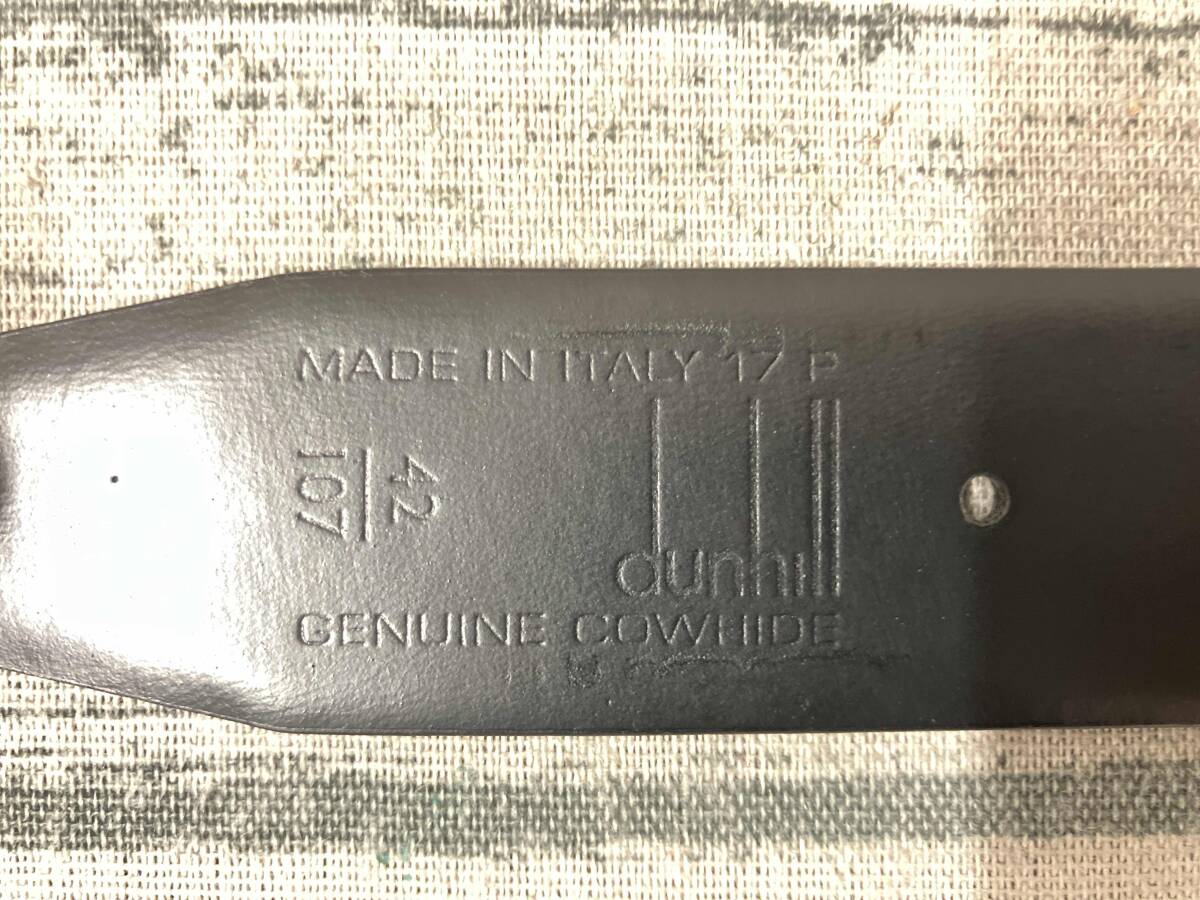 MADE IN ITALY 17 P
42
107
dunhill
GENUINE COWHIDE